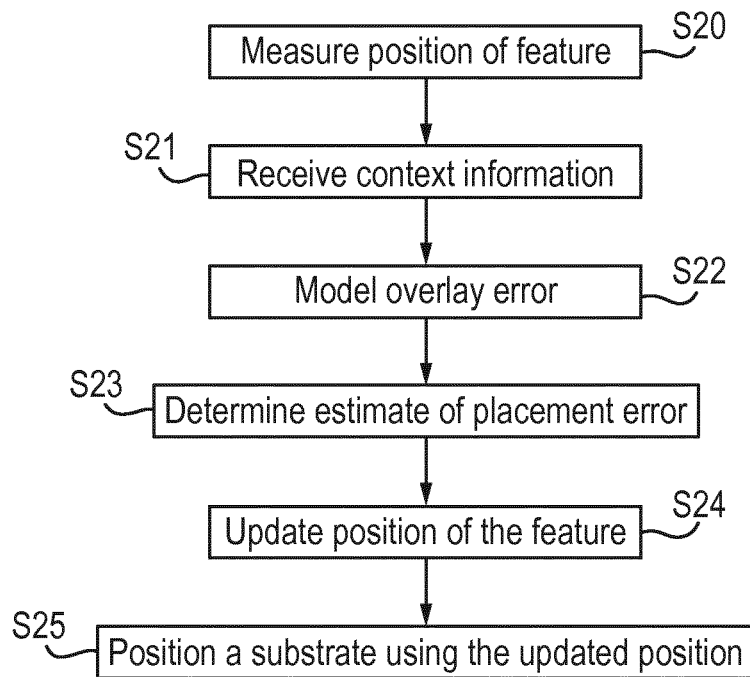 Measure position of feature
S20
S21
Receive context information
Model overlay error
S22
S23
Determine estimate of placement error
Update position of the feature
S24
S25
Position a substrate using the updated position